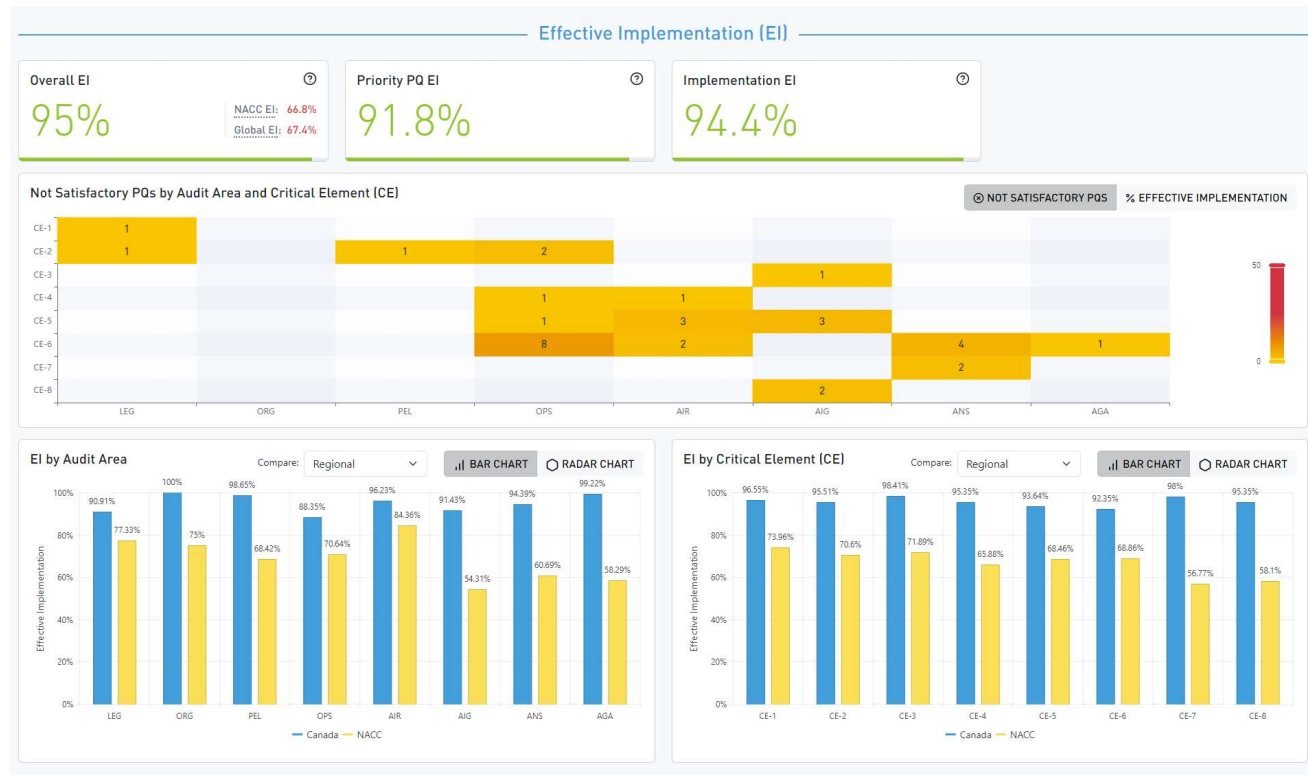 Effective Implementation (EI)
Overall EI
95%
NACC EI: 66.8%
Global EI: 67.4%
Priority PQ EI
91.8%
Implementation EI
94.4%
Not Satisfactory PQs by Audit Area and Critical Element (CE)
NOT SATISFACTORY PQS
% EFFECTIVE IMPLEMENTATION
CE-1 1
CE-2 1 1 2
CE-3 1
CE-4 1 1
CE-5 1 3 3
CE-6 8 2 4 1
CE-7 2
CE-8 2
LEG ORG PEL OPS AIR AIG ANS AGA
50
0
EI by Audit Area
Compare: Regional
BAR CHART
RADAR CHART
Effective Implementation
100%
80%
60%
40%
20%
0%
90.91% 77.33%
100% 75%
98.65% 68.42%
88.35% 70.64%
96.23% 84.36%
91.43% 54.31%
94.39% 60.69%
99.22% 58.29%
LEG ORG PEL OPS AIR AIG ANS AGA
Canada NACC
EI by Critical Element (CE)
Compare: Regional
BAR CHART
RADAR CHART
Effective Implementation
100%
80%
60%
40%
20%
0%
96.55% 73.96%
95.51% 70.6%
98.41% 71.89%
95.35% 65.88%
93.64% 68.46%
92.35% 68.86%
98% 56.77%
95.35% 58.1%
CE-1 CE-2 CE-3 CE-4 CE-5 CE-6 CE-7 CE-8
Canada NACC